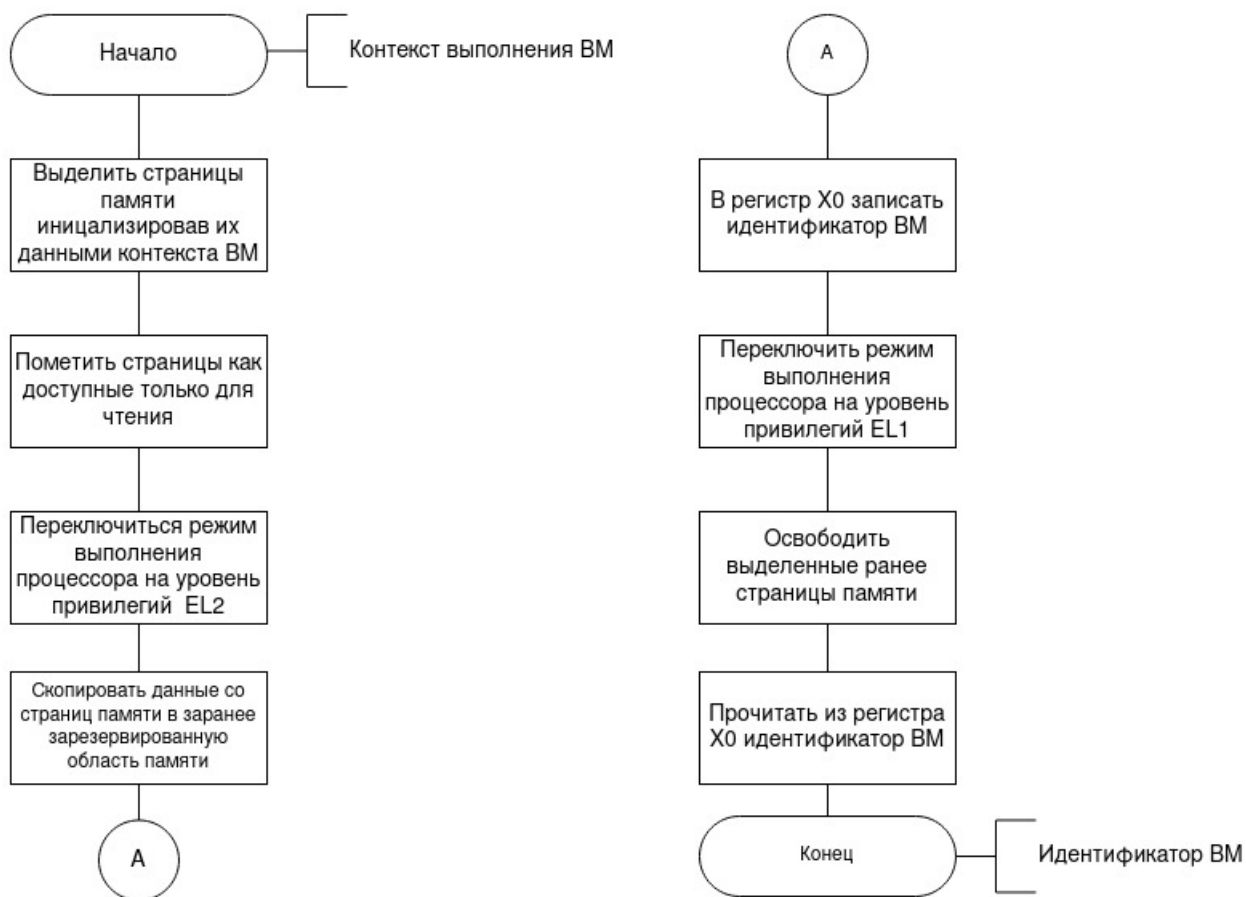 Начало
Контекст выполнения ВМ
Выделить страницы
памяти
иницализировав их
данными контекста ВМ
Пометить страницы как
доступные только для
чтения
Переключиться режим
выполнения
процессора на уровень
привилегий EL2
Скопировать данные со
страниц памяти в заранее
зарезервированную
область памяти
А
А
В регистр X0 записать
идентификатор ВМ
Переключить режим
выполнения
процессора на уровень
привилегий EL1
Освободить
выделенные ранее
страницы памяти
Прочитать из регистра
X0 идентификатор ВМ
Конец
Идентификатор ВМ